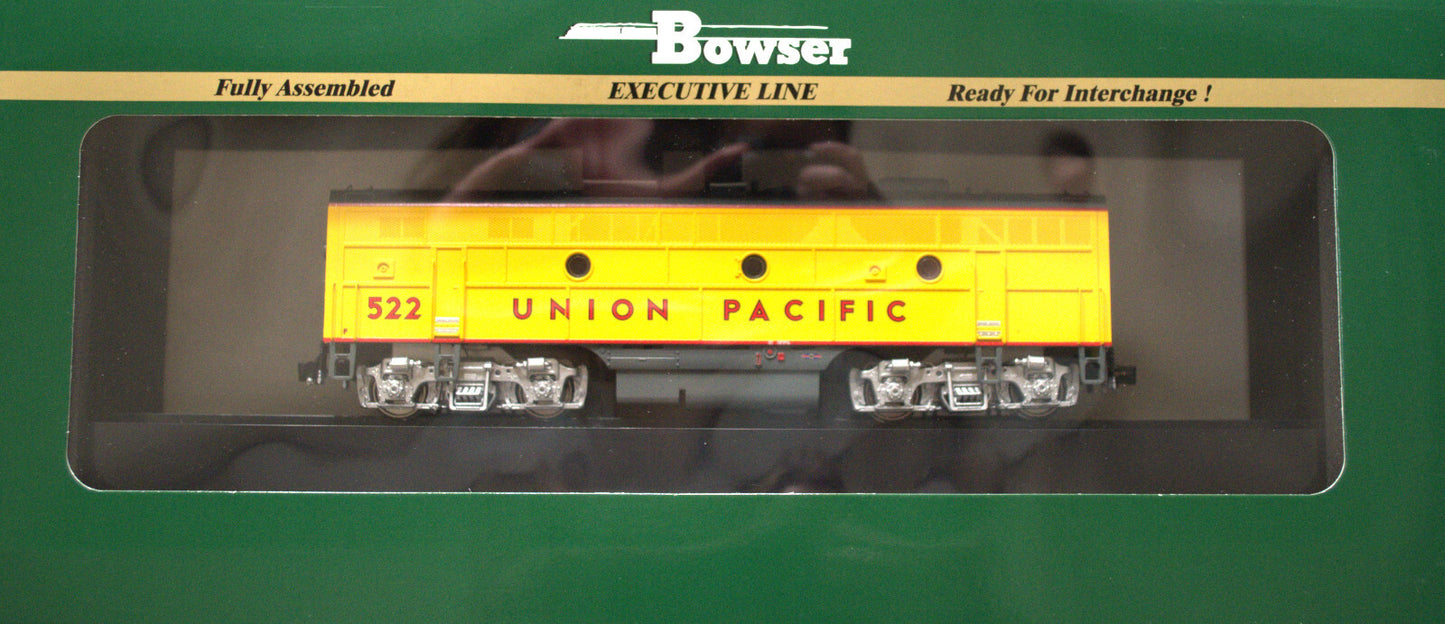 Bowser
Fully Assembled EXECUTIVE LINE Ready For Interchange !
522 UNION PACIFIC
F